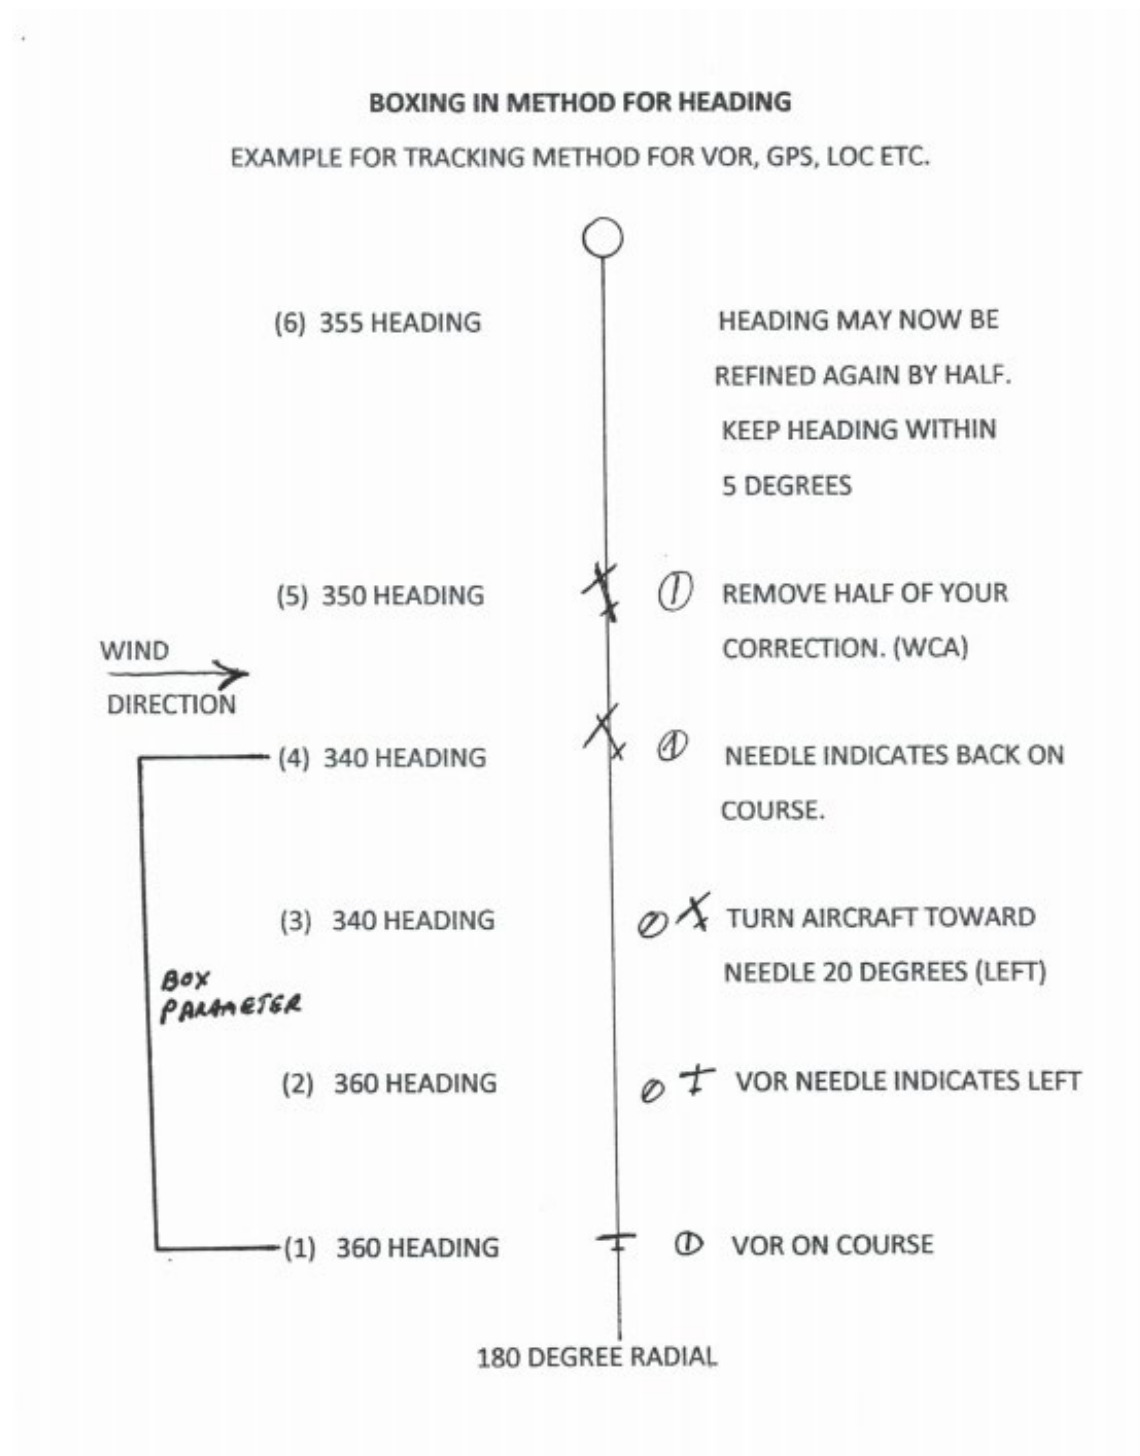 BOXING IN METHOD FOR HEADING
EXAMPLE FOR TRACKING METHOD FOR VOR, GPS, LOC ETC.
(6) 355 HEADING
HEADING MAY NOW BE
REFINED AGAIN BY HALF.
KEEP HEADING WITHIN
5 DEGREES
(5) 350 HEADING
REMOVE HALF OF YOUR
CORRECTION. (WCA)
WIND
DIRECTION
(4) 340 HEADING
NEEDLE INDICATES BACK ON
COURSE.
(3) 340 HEADING
TURN AIRCRAFT TOWARD
NEEDLE 20 DEGREES (LEFT)
BOX
PARAMETER
(2) 360 HEADING
VOR NEEDLE INDICATES LEFT
(1) 360 HEADING
VOR ON COURSE
180 DEGREE RADIAL